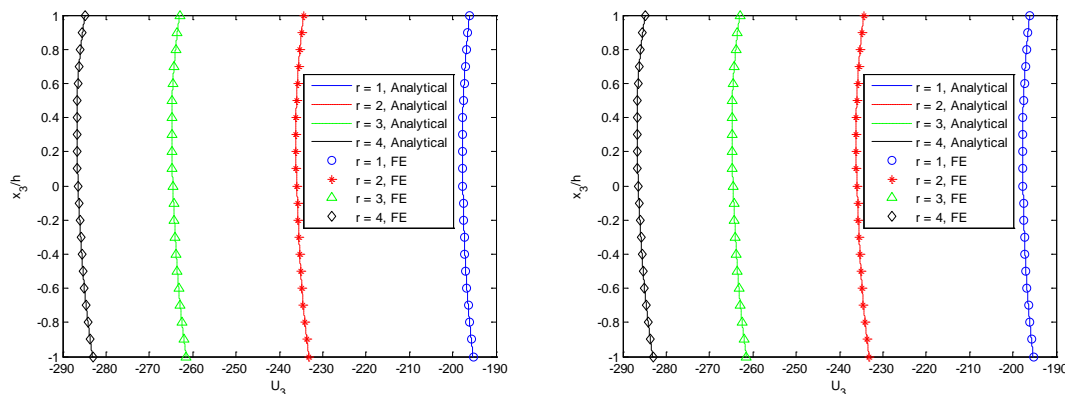 1
0.8
0.6
0.4
0.2
0
-0.2
-0.4
-0.6
-0.8
-1
x_3/h
-290 -280 -270 -260 -250 -240 -230 -220 -210 -200 -190
U_3
r = 1, Analytical
r = 2, Analytical
r = 3, Analytical
r = 4, Analytical
r = 1, FE
r = 2, FE
r = 3, FE
r = 4, FE
1
0.8
0.6
0.4
0.2
0
-0.2
-0.4
-0.6
-0.8
-1
x_3/h
-290 -280 -270 -260 -250 -240 -230 -220 -210 -200 -190
U_3
r = 1, Analytical
r = 2, Analytical
r = 3, Analytical
r = 4, Analytical
r = 1, FE
r = 2, FE
r = 3, FE
r = 4, FE